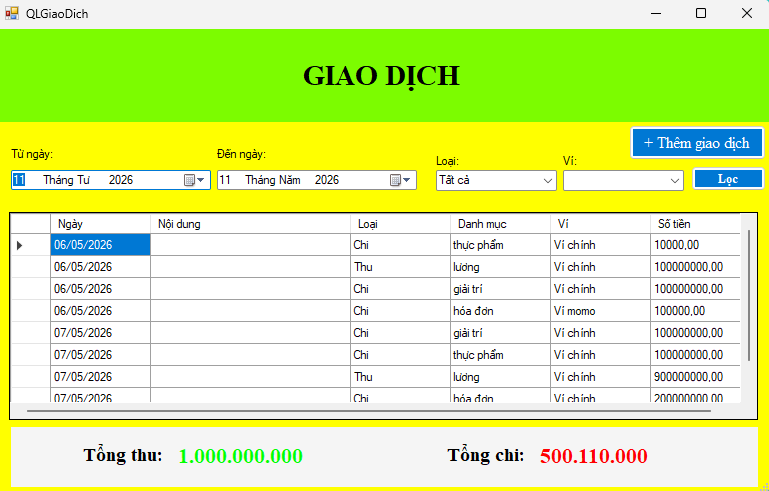 QLGiaoDich
GIAO DỊCH
+ Thêm giao dịch
Từ ngày:
Đến ngày:
Loại:
Ví:
11 Tháng Tư 2026
11 Tháng Năm 2026
Tất cả
Lọc
Ngày Nội dung Loại Danh mục Ví Số tiền
06/05/2026 Chi thực phẩm Ví chính 10000,00
06/05/2026 Thu lương Ví chính 100000000,00
06/05/2026 Chi giải trí Ví chính 100000000,00
06/05/2026 Chi hóa đơn Ví momo 100000,00
07/05/2026 Chi giải trí Ví chính 100000000,00
07/05/2026 Chi thực phẩm Ví chính 100000000,00
07/05/2026 Thu lương Ví chính 900000000,00
07/05/2026 Chi hóa đơn Ví chính 200000000,00
Tổng thu: 1.000.000.000 Tổng chi: 500.110.000